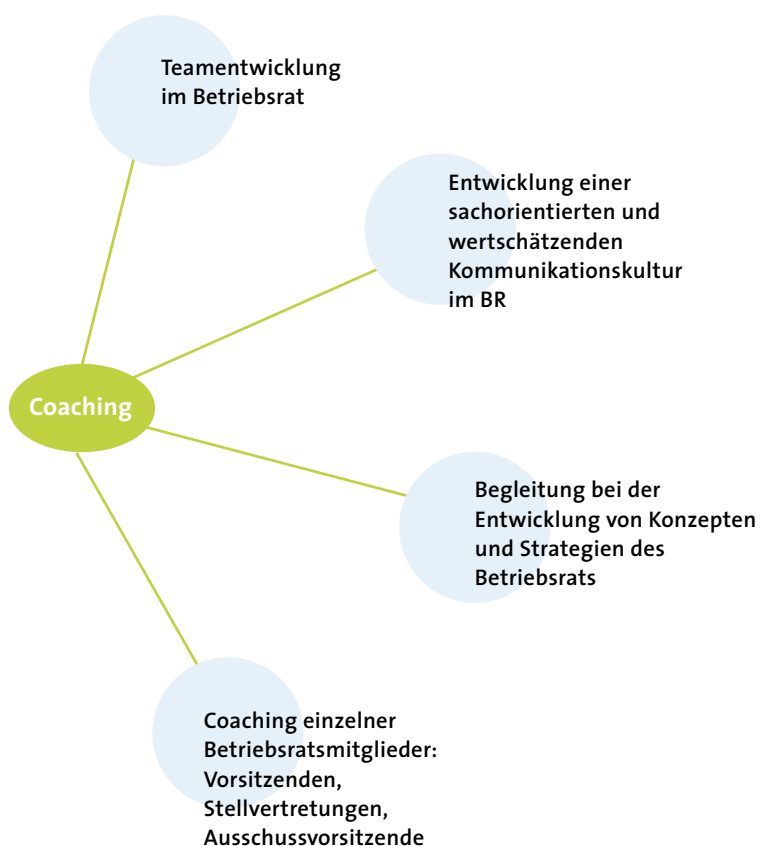 Teamentwicklung
im Betriebsrat
Entwicklung einer
sachorientierten und
wertschätzenden
Kommunikationskultur
im BR
Coaching
Begleitung bei der
Entwicklung von Konzepten
und Strategien des
Betriebsrats
Coaching einzelner
Betriebsratsmitglieder:
Vorsitzenden,
Stellvertretungen,
Ausschussvorsitzende